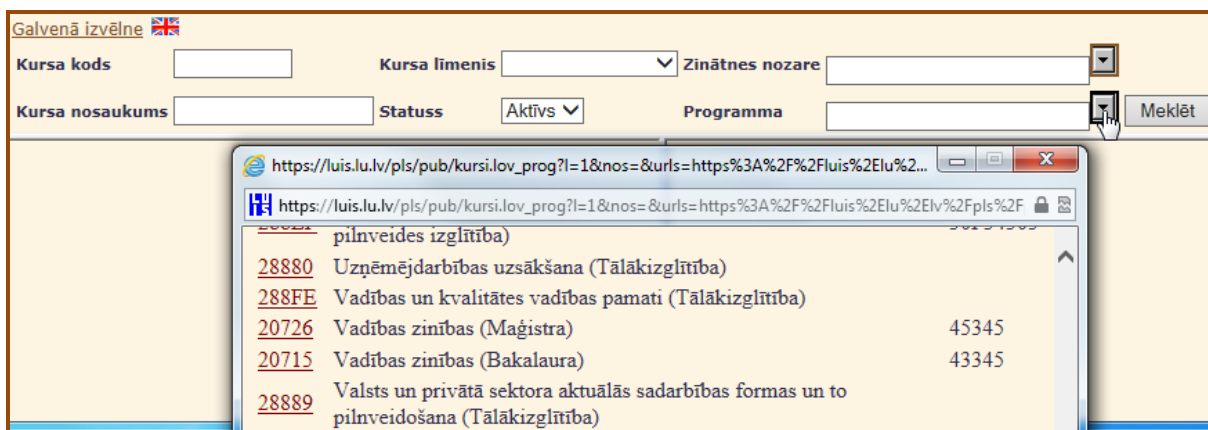 Galvenā izvēlne
Kursa kods Kursa līmenis Zinātnes nozare
Kursa nosaukums Statuss Aktīvs Programma Meklēt
https://luis.lu.lv/pls/pub/kursi.lov_prog?l=1&nos=&urls=https%3A%2F%2Fluis%2Elu%2...
https://luis.lu.lv/pls/pub/kursi.lov_prog?l=1&nos=&urls=https%3A%2F%2Fluis%2Elu%2Elv%2Fpls%2F
pilnveides izglītība)
28880 Uzņēmējdarbības uzsākšana (Tālākizglītība)
288FE Vadības un kvalitātes vadības pamati (Tālākizglītība)
20726 Vadības zinības (Maģistra) 45345
20715 Vadības zinības (Bakalaura) 43345
28889 Valsts un privātā sektora aktuālās sadarbības formas un to
pilnveidošana (Tālākizglītība)